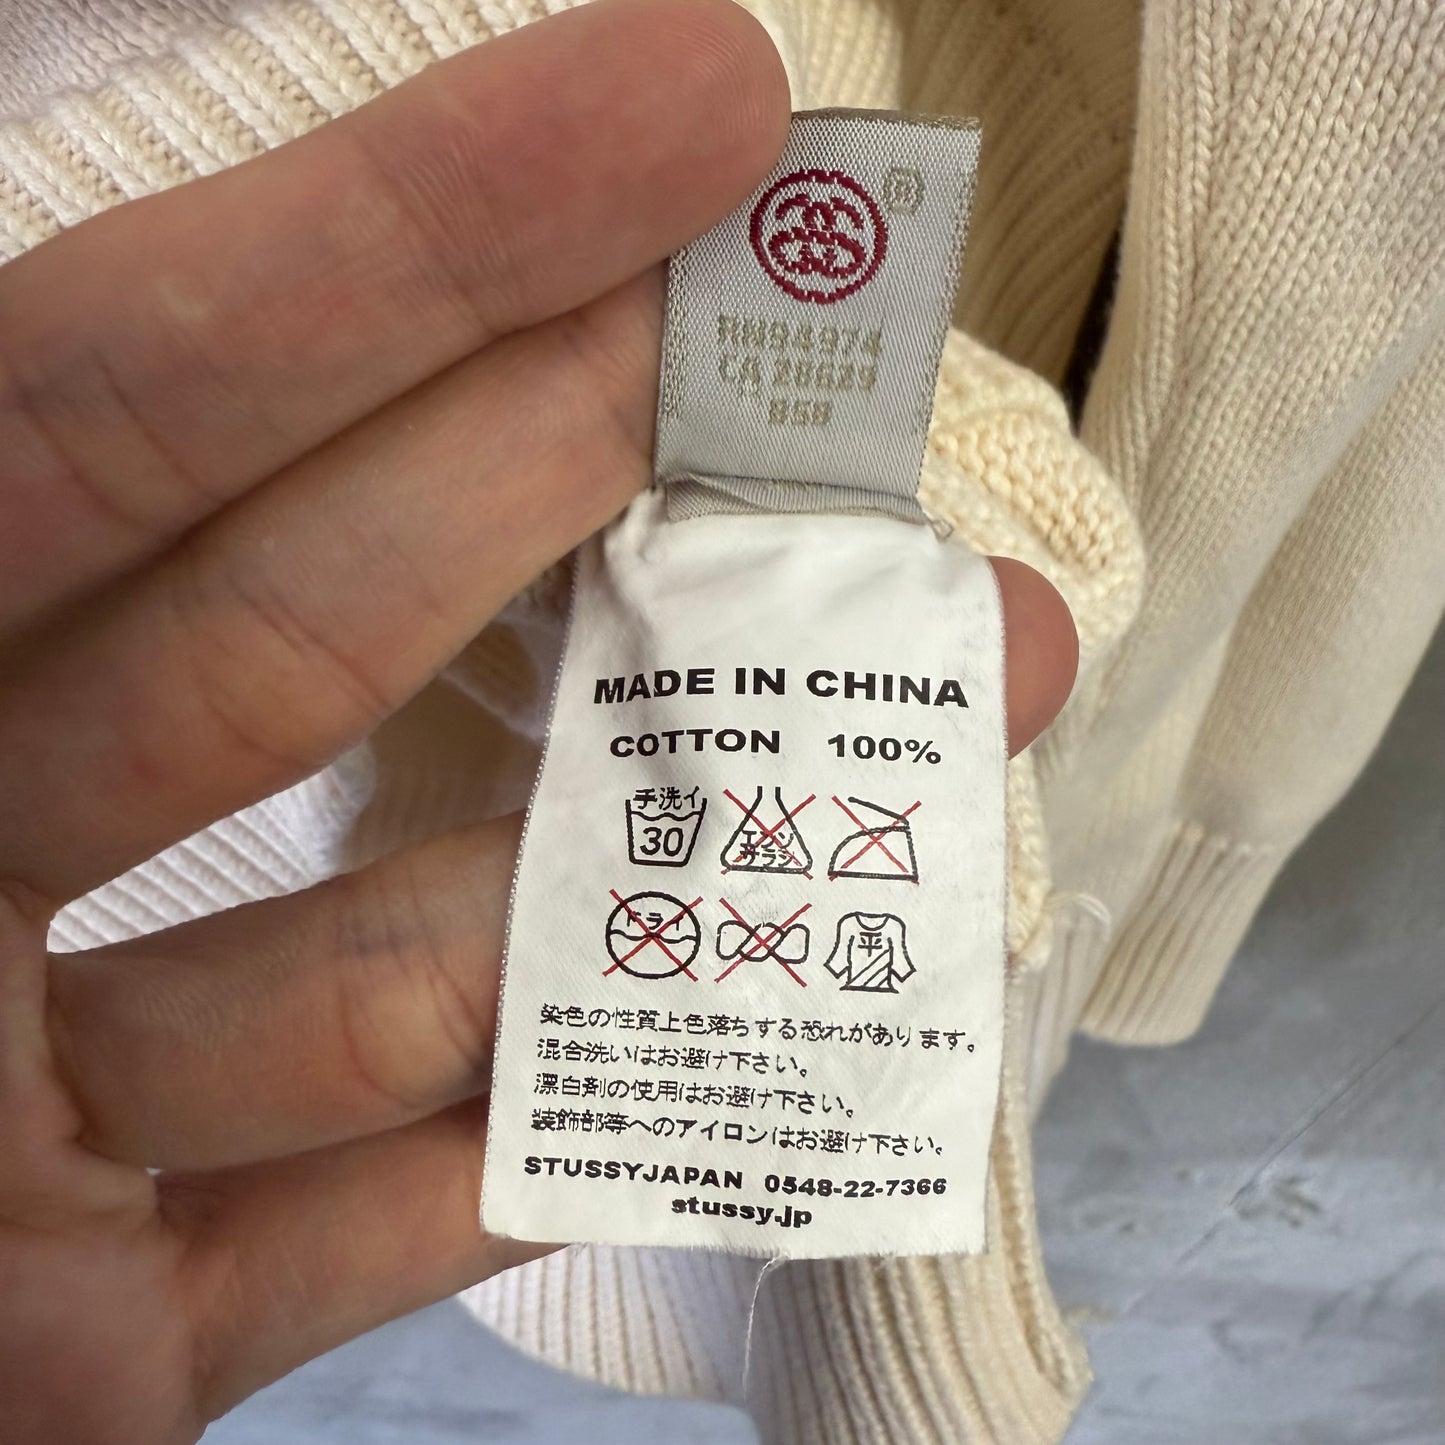 RN94974
CA 28629
MADE IN CHINA
COTTON 100%
手洗イ
30
エンソ
サラシ
ドライ
平
染色の性質上色落ちする恐れがあります。
混合洗いはお避け下さい。
漂白剤の使用はお避け下さい。
装飾部等へのアイロンはお避け下さい。
STUSSYJAPAN 0548-22-7366
stussy.jp